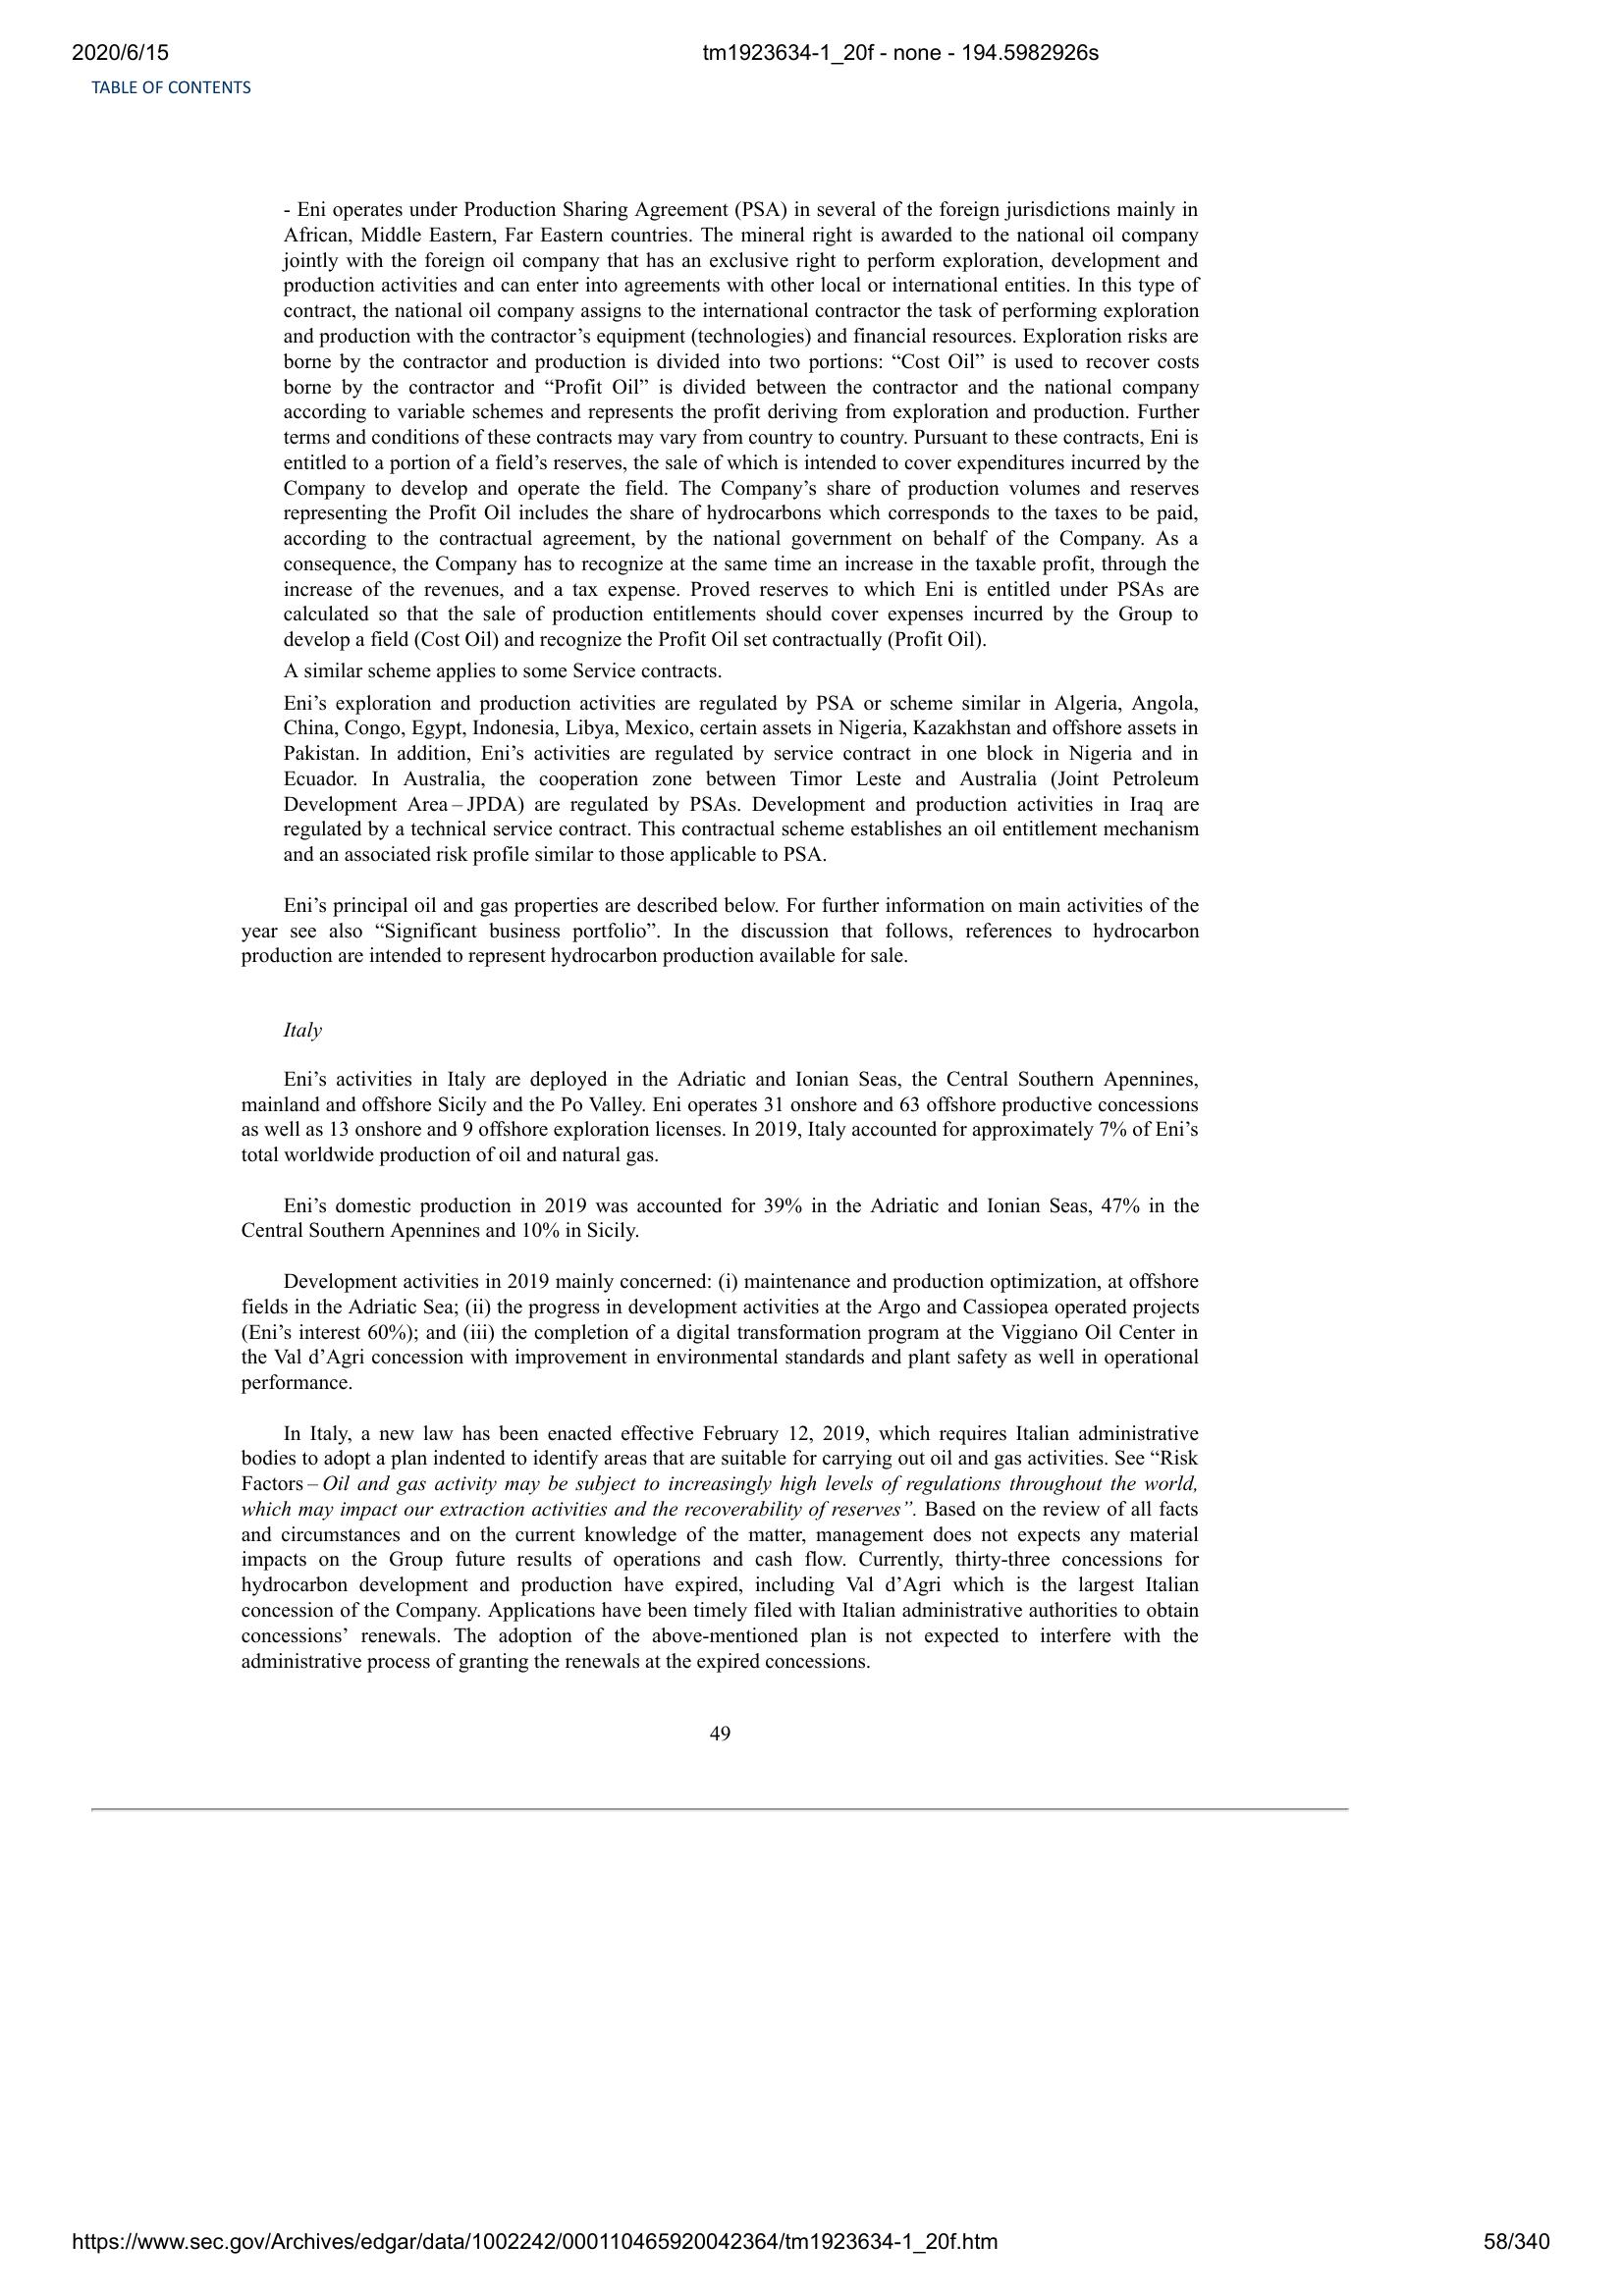 2020/6/15 tm1923634-1_20f - none - 194.5982926s
TABLE OF CONTENTS
- Eni operates under Production Sharing Agreement (PSA) in several of the foreign jurisdictions mainly in
African, Middle Eastern, Far Eastern countries. The mineral right is awarded to the national oil company
jointly with the foreign oil company that has an exclusive right to perform exploration, development and
production activities and can enter into agreements with other local or international entities. In this type of
contract, the national oil company assigns to the international contractor the task of performing exploration
and production with the contractor’s equipment (technologies) and financial resources. Exploration risks are
borne by the contractor and production is divided into two portions: “Cost Oil” is used to recover costs
borne by the contractor and “Profit Oil” is divided between the contractor and the national company
according to variable schemes and represents the profit deriving from exploration and production. Further
terms and conditions of these contracts may vary from country to country. Pursuant to these contracts, Eni is
entitled to a portion of a field’s reserves, the sale of which is intended to cover expenditures incurred by the
Company to develop and operate the field. The Company’s share of production volumes and reserves
representing the Profit Oil includes the share of hydrocarbons which corresponds to the taxes to be paid,
according to the contractual agreement, by the national government on behalf of the Company. As a
consequence, the Company has to recognize at the same time an increase in the taxable profit, through the
increase of the revenues, and a tax expense. Proved reserves to which Eni is entitled under PSAs are
calculated so that the sale of production entitlements should cover expenses incurred by the Group to
develop a field (Cost Oil) and recognize the Profit Oil set contractually (Profit Oil).
A similar scheme applies to some Service contracts.
Eni’s exploration and production activities are regulated by PSA or scheme similar in Algeria, Angola,
China, Congo, Egypt, Indonesia, Libya, Mexico, certain assets in Nigeria, Kazakhstan and offshore assets in
Pakistan. In addition, Eni’s activities are regulated by service contract in one block in Nigeria and in
Ecuador. In Australia, the cooperation zone between Timor Leste and Australia (Joint Petroleum
Development Area – JPDA) are regulated by PSAs. Development and production activities in Iraq are
regulated by a technical service contract. This contractual scheme establishes an oil entitlement mechanism
and an associated risk profile similar to those applicable to PSA.
Eni’s principal oil and gas properties are described below. For further information on main activities of the
year see also “Significant business portfolio”. In the discussion that follows, references to hydrocarbon
production are intended to represent hydrocarbon production available for sale.
Italy
Eni’s activities in Italy are deployed in the Adriatic and Ionian Seas, the Central Southern Apennines,
mainland and offshore Sicily and the Po Valley. Eni operates 31 onshore and 63 offshore productive concessions
as well as 13 onshore and 9 offshore exploration licenses. In 2019, Italy accounted for approximately 7% of Eni’s
total worldwide production of oil and natural gas.
Eni’s domestic production in 2019 was accounted for 39% in the Adriatic and Ionian Seas, 47% in the
Central Southern Apennines and 10% in Sicily.
Development activities in 2019 mainly concerned: (i) maintenance and production optimization, at offshore
fields in the Adriatic Sea; (ii) the progress in development activities at the Argo and Cassiopea operated projects
(Eni’s interest 60%); and (iii) the completion of a digital transformation program at the Viggiano Oil Center in
the Val d’Agri concession with improvement in environmental standards and plant safety as well in operational
performance.
In Italy, a new law has been enacted effective February 12, 2019, which requires Italian administrative
bodies to adopt a plan indented to identify areas that are suitable for carrying out oil and gas activities. See “Risk
Factors – Oil and gas activity may be subject to increasingly high levels of regulations throughout the world,
which may impact our extraction activities and the recoverability of reserves”. Based on the review of all facts
and circumstances and on the current knowledge of the matter, management does not expects any material
impacts on the Group future results of operations and cash flow. Currently, thirty-three concessions for
hydrocarbon development and production have expired, including Val d’Agri which is the largest Italian
concession of the Company. Applications have been timely filed with Italian administrative authorities to obtain
concessions’ renewals. The adoption of the above-mentioned plan is not expected to interfere with the
administrative process of granting the renewals at the expired concessions.
49
https://www.sec.gov/Archives/edgar/data/1002242/000110465920042364/tm1923634-1_20f.htm 58/340